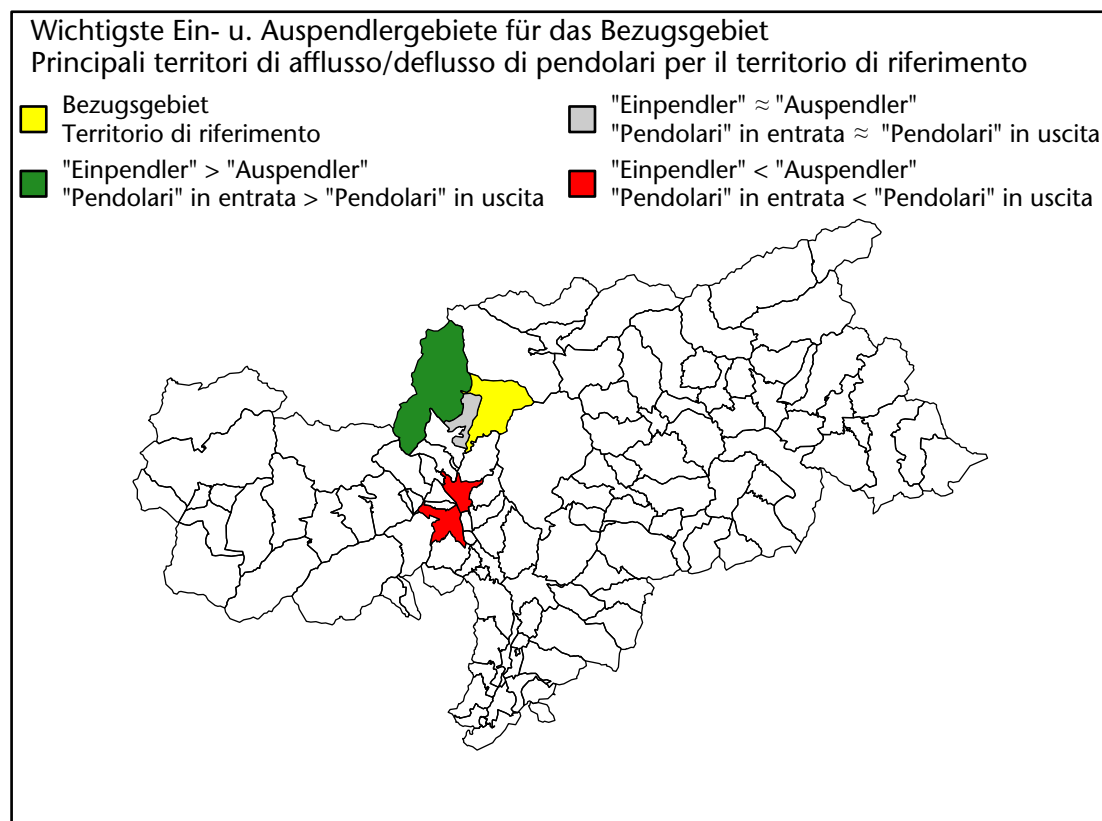 Wichtigste Ein- u. Auspendlergebiete für das Bezugsgebiet
Principali territori di afflusso/deflusso di pendolari per il territorio di riferimento
Bezugsgebiet
Territorio di riferimento
"Einpendler" > "Auspendler"
"Pendolari" in entrata > "Pendolari" in uscita
"Einpendler" ≈ "Auspendler"
"Pendolari" in entrata ≈ "Pendolari" in uscita
"Einpendler" < "Auspendler"
"Pendolari" in entrata < "Pendolari" in uscita